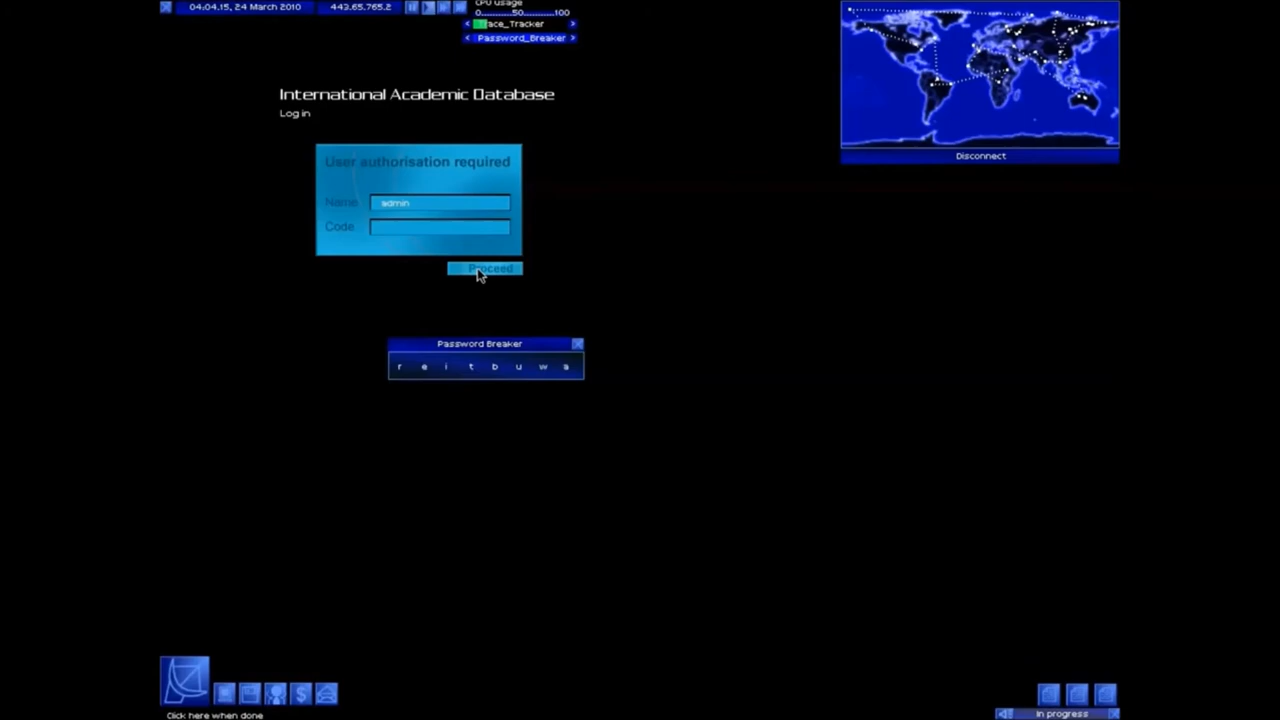 04:04.15, 24 March 2010
443.65.765.2
CPU usage
0 50 100
Trace_Tracker
Password_Breaker
International Academic Database
Log in
User authorisation required
Name admin
Code
Proceed
Password Breaker
r e i t b u w a
Disconnect
Click here when done
In progress